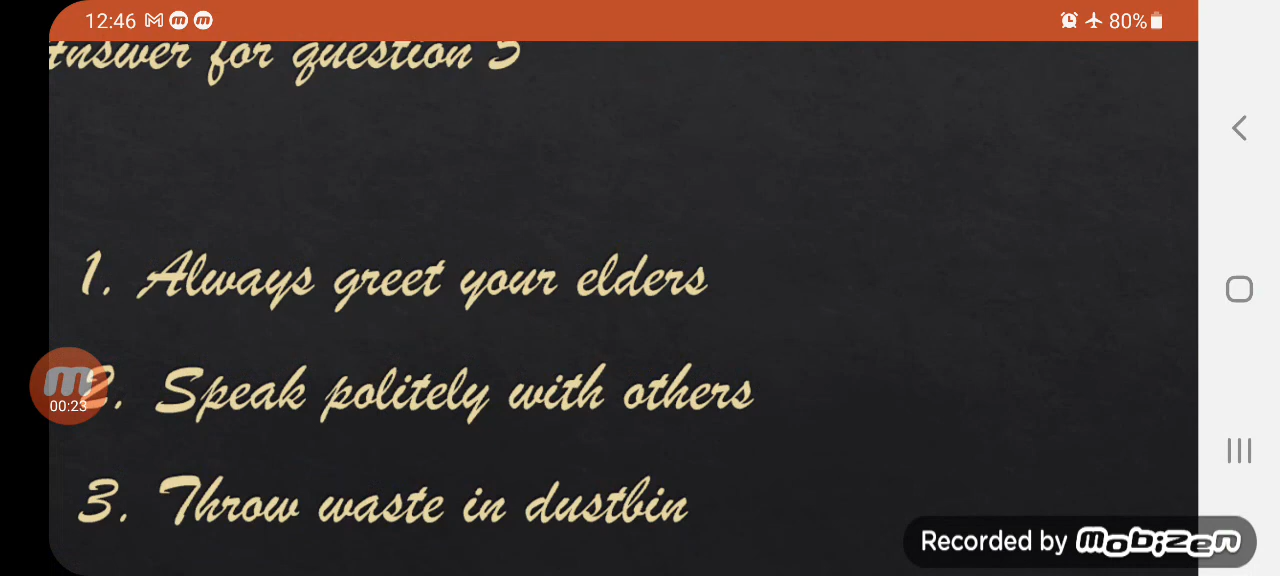 12:46
80%
Answer for question 5
1. Always greet your elders
2. Speak politely with others
00:23
3. Throw waste in dustbin
Recorded by mobizen